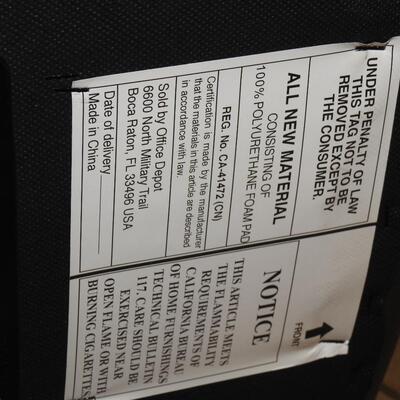 UNDER PENALTY OF LAW
THIS TAG NOT TO BE
REMOVED EXCEPT BY
THE CONSUMER.
ALL NEW MATERIAL
CONSISTING OF
100% POLYURETHANE FOAM PAD
REG. No. CA-41472 (CN)
Certification is made by the manufacturer
that the materials in this article are described
in accordance with law.
Sold by Office Depot
6600 North Military Trail
Boca Raton, FL 33496 USA
Date of delivery
Made in China
FRONT
NOTICE
THIS ARTICLE MEETS
THE FLAMMABILITY
REQUIREMENTS OF
CALIFORNIA BUREAU
OF HOME FURNISHINGS
TECHNICAL BULLETIN
117. CARE SHOULD BE
EXERCISED NEAR
OPEN FLAME OR WITH
BURNING CIGARETTES